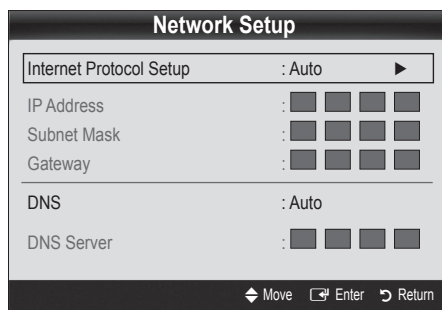 Network Setup
Internet Protocol Setup : Auto ►
IP Address :
Subnet Mask :
Gateway :
DNS : Auto
DNS Server :
Move Enter Return